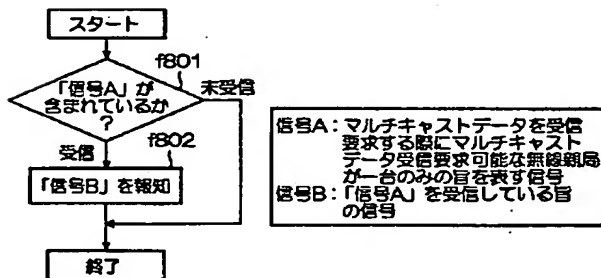 スタート
f801
「信号A」が
含まれているか
?
未受信
受信
f802
「信号B」を報知
終了
信号A:マルチキャストデータを受信
要求する際にマルチキャスト
データ受信要求可能な無線親局
が一台のみの旨を表す信号
信号B:「信号A」を受信している旨
の信号